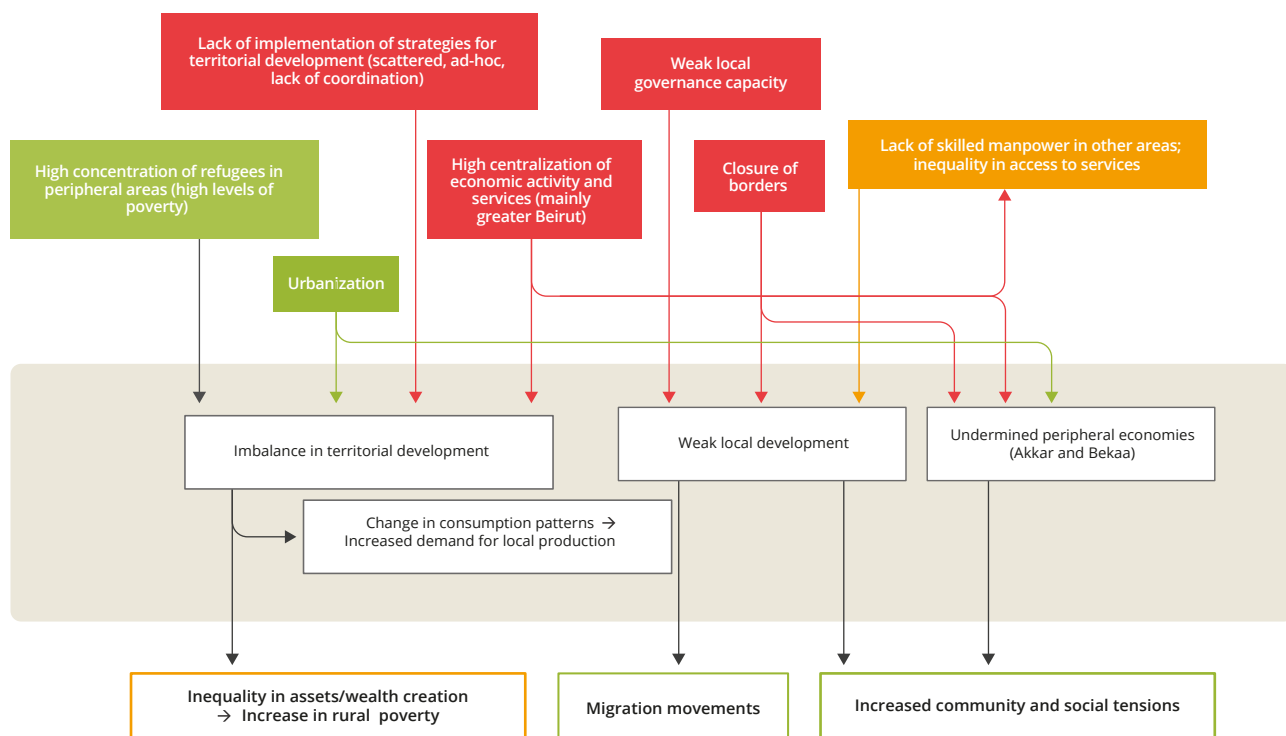 Lack of implementation of strategies for
territorial development (scattered, ad-hoc,
lack of coordination)
Weak local
governance capacity
High concentration of refugees in
peripheral areas (high levels of
poverty)
High centralization of
economic activity and
services (mainly
greater Beirut)
Closure of
borders
Lack of skilled manpower in other areas;
inequality in access to services
Urbanization
Imbalance in territorial development
Weak local development
Undermined peripheral economies
(Akkar and Bekaa)
Change in consumption patterns →
Increased demand for local production
Inequality in assets/wealth creation
→ Increase in rural poverty
Migration movements
Increased community and social tensions